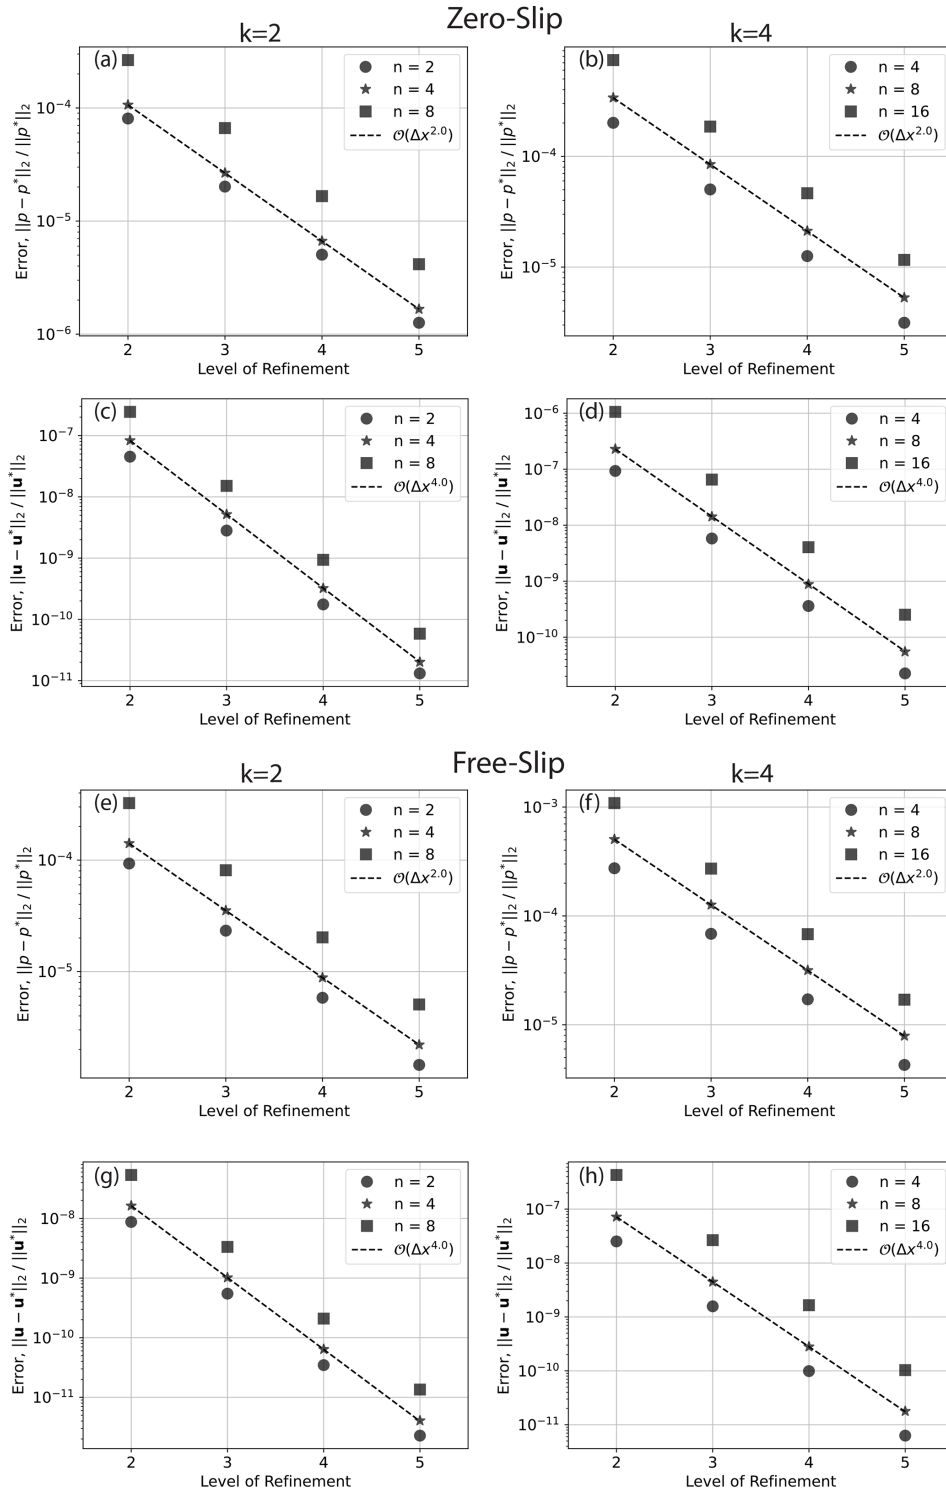 Zero-Slip
k=2
k=4
(a)
n = 2
n = 4
n = 8
𝒪(Δx^2.0)
Error, ||p − p*||₂ / ||p*||₂
10⁻⁴
10⁻⁵
10⁻⁶
2 3 4 5
Level of Refinement
(b)
n = 4
n = 8
n = 16
𝒪(Δx^2.0)
Error, ||p − p*||₂ / ||p*||₂
10⁻⁴
10⁻⁵
2 3 4 5
Level of Refinement
(c)
n = 2
n = 4
n = 8
𝒪(Δx^4.0)
Error, ||u − u*||₂ / ||u*||₂
10⁻⁷
10⁻⁸
10⁻⁹
10⁻¹⁰
10⁻¹¹
2 3 4 5
Level of Refinement
(d)
n = 4
n = 8
n = 16
𝒪(Δx^4.0)
Error, ||u − u*||₂ / ||u*||₂
10⁻⁶
10⁻⁷
10⁻⁸
10⁻⁹
10⁻¹⁰
2 3 4 5
Level of Refinement
Free-Slip
k=2
k=4
(e)
n = 2
n = 4
n = 8
𝒪(Δx^2.0)
Error, ||p − p*||₂ / ||p*||₂
10⁻⁴
10⁻⁵
2 3 4 5
Level of Refinement
(f)
n = 4
n = 8
n = 16
𝒪(Δx^2.0)
Error, ||p − p*||₂ / ||p*||₂
10⁻³
10⁻⁴
10⁻⁵
2 3 4 5
Level of Refinement
(g)
n = 2
n = 4
n = 8
𝒪(Δx^4.0)
Error, ||u − u*||₂ / ||u*||₂
10⁻⁸
10⁻⁹
10⁻¹⁰
10⁻¹¹
2 3 4 5
Level of Refinement
(h)
n = 4
n = 8
n = 16
𝒪(Δx^4.0)
Error, ||u − u*||₂ / ||u*||₂
10⁻⁷
10⁻⁸
10⁻⁹
10⁻¹⁰
10⁻¹¹
2 3 4 5
Level of Refinement